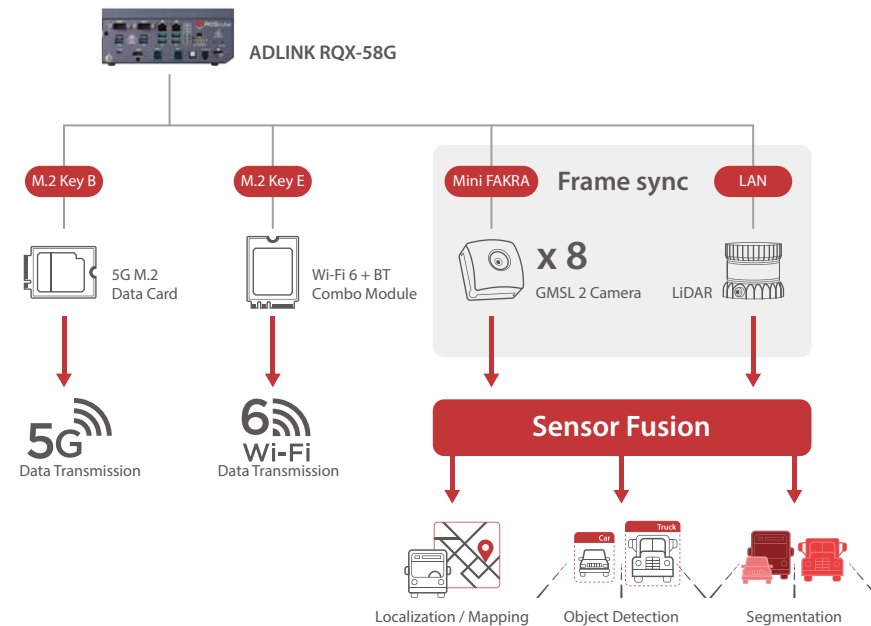 ADLINK RQX-58G
M.2 Key B
M.2 Key E
Mini FAKRA
Frame sync
LAN
5G M.2
Data Card
Wi-Fi 6 + BT
Combo Module
x 8
GMSL 2 Camera
LiDAR
5G
Data Transmission
6
Wi-Fi
Data Transmission
Sensor Fusion
Car
Truck
Localization / Mapping
Object Detection
Segmentation